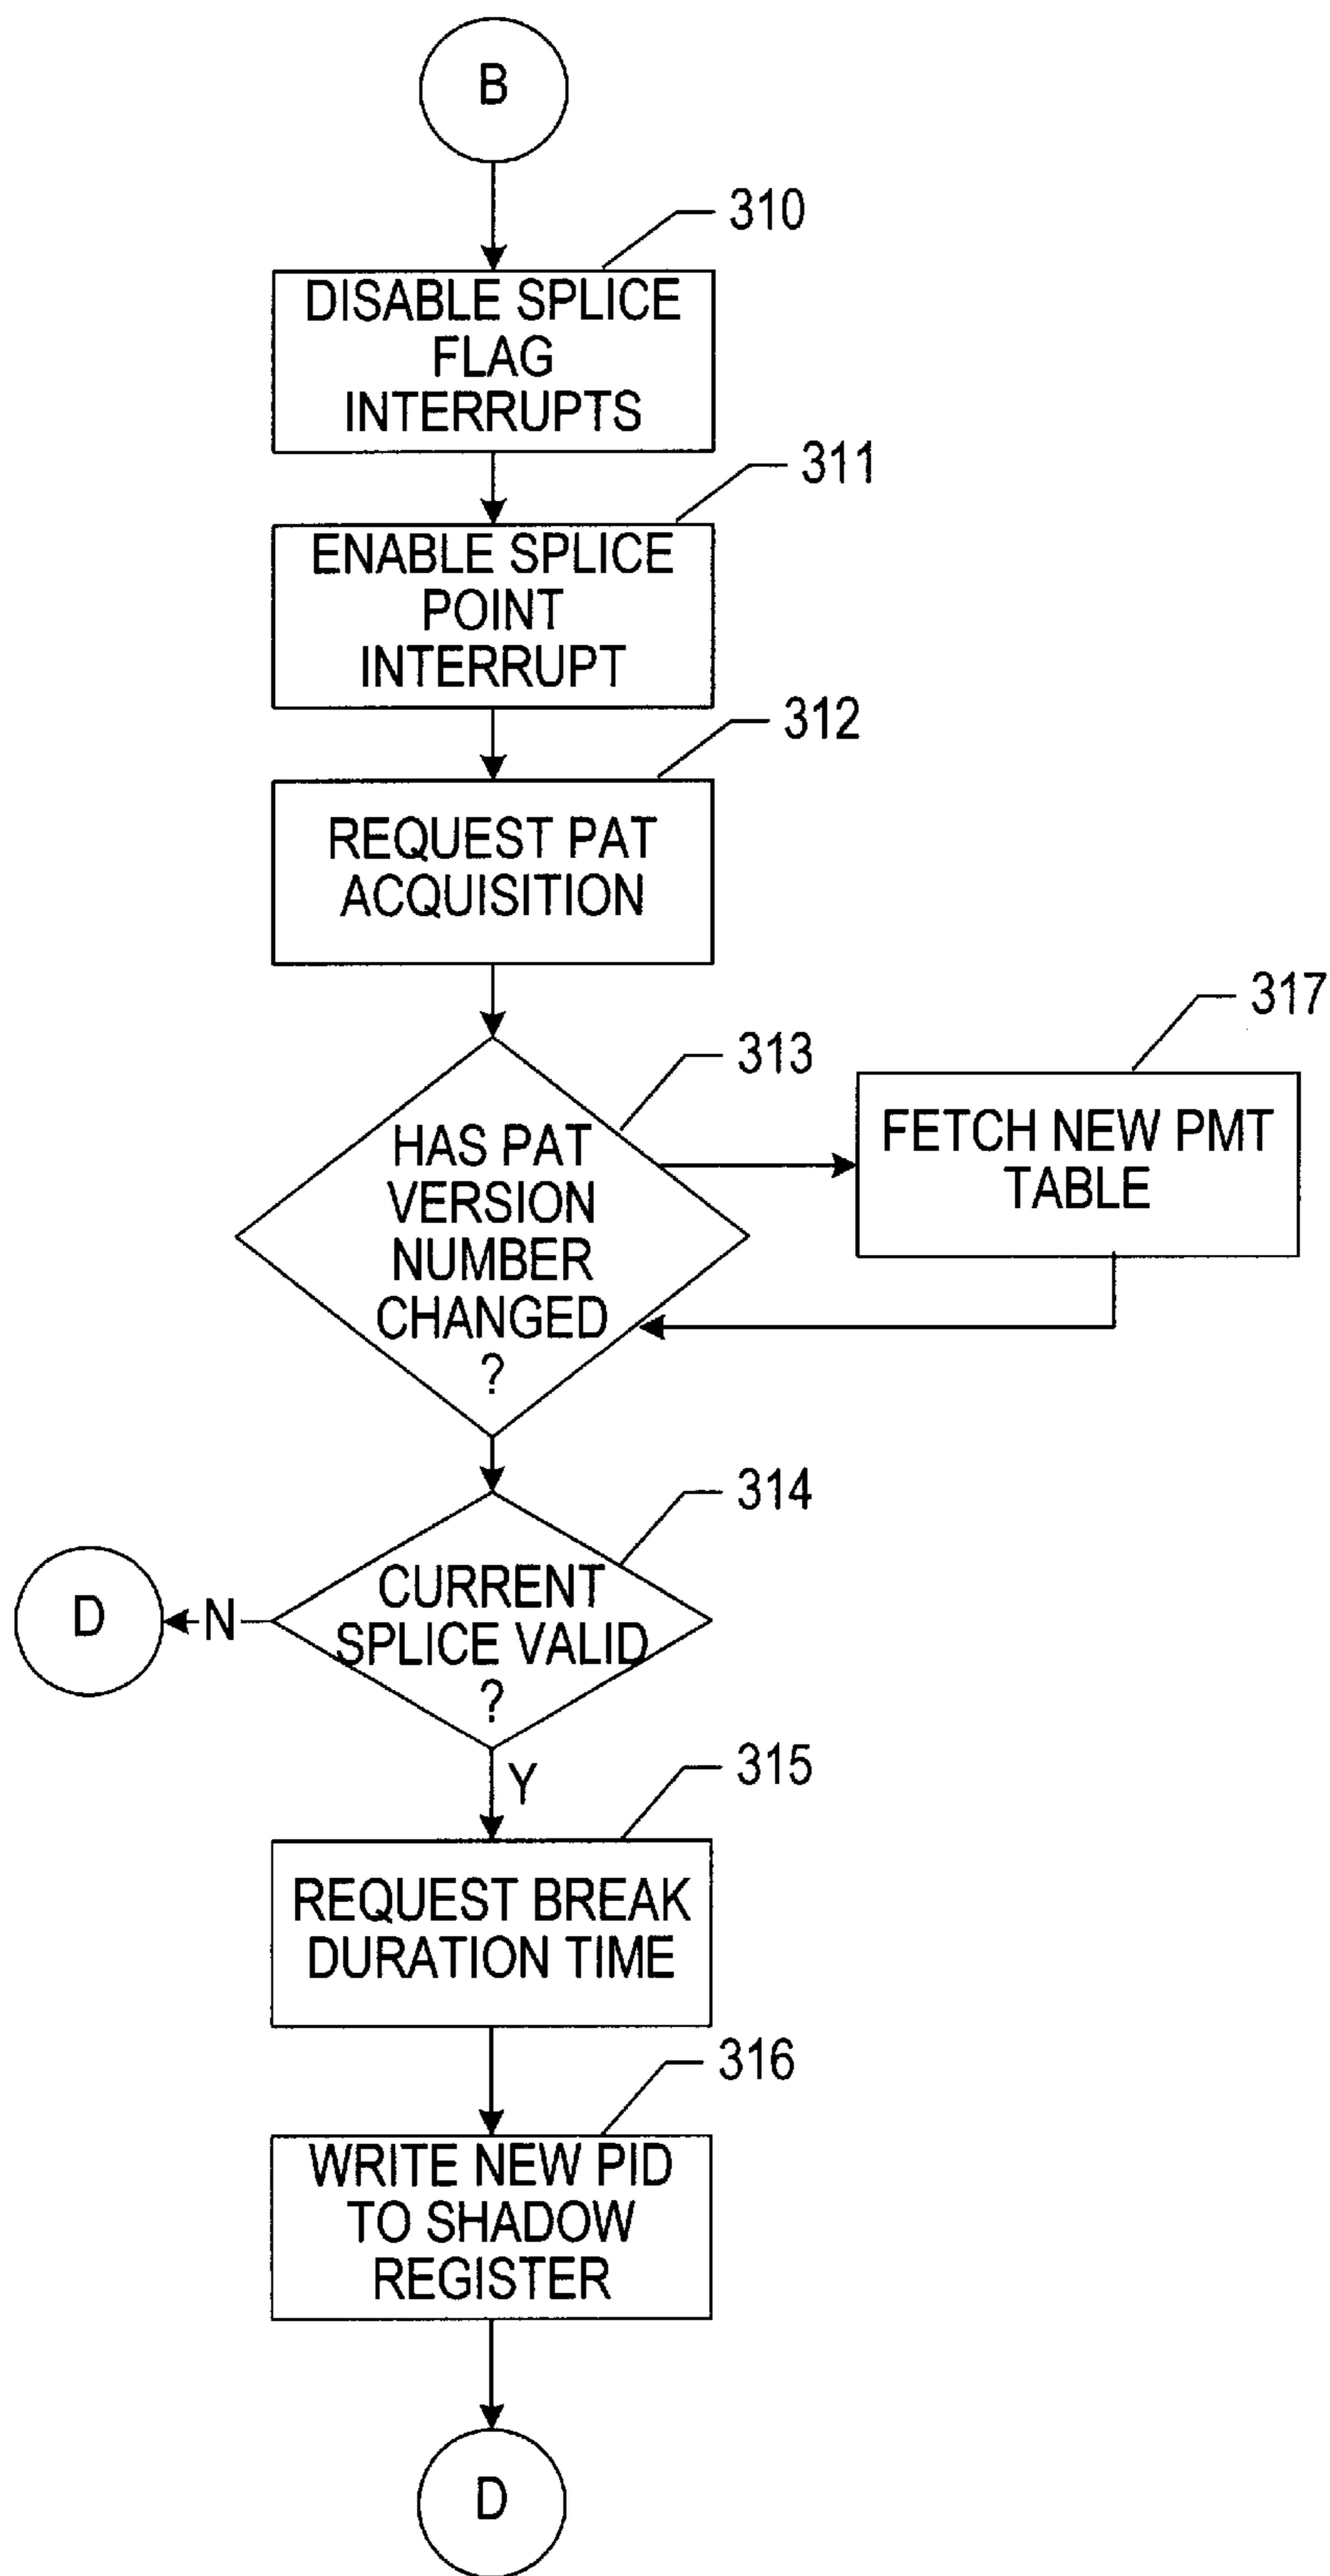 B
310
DISABLE SPLICE
FLAG
INTERRUPTS
311
ENABLE SPLICE
POINT
INTERRUPT
312
REQUEST PAT
ACQUISITION
313
HAS PAT
VERSION
NUMBER
CHANGED
?
317
FETCH NEW PMT
TABLE
314
CURRENT
SPLICE VALID
?
N
D
Y
315
REQUEST BREAK
DURATION TIME
316
WRITE NEW PID
TO SHADOW
REGISTER
D